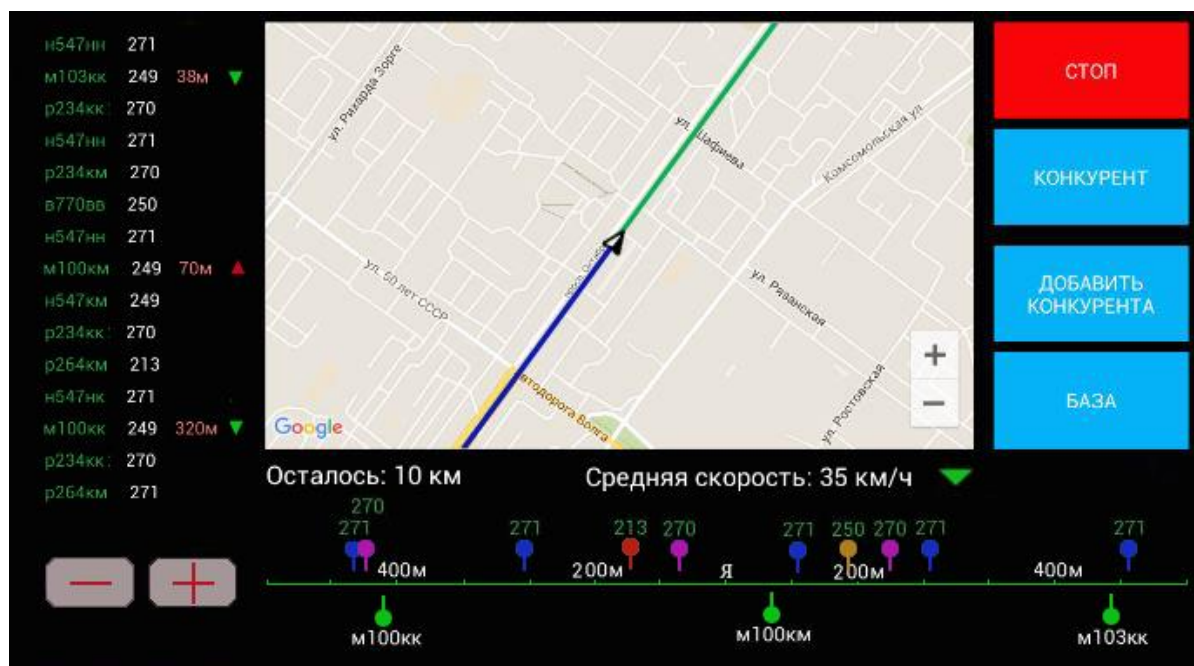 н547нн 271
м103кк 249 38м
р234кк 270
н547нн 271
р234км 270
в770вв 250
н547нн 271
м100км 249 70м
н547км 249
р234кк 270
р264км 213
н547нк 271
м100кк 249 320м
р234кк 270
р264км 271
ул. Рихарда Зорге
ул. Цафиева
Комсомольская ул
ул. 50 лет СССР
ул. Рязанская
ул. Ростовская
втодорога Волга
Google
+
−
СТОП
КОНКУРЕНТ
ДОБАВИТЬ
КОНКУРЕНТА
БАЗА
Осталось: 10 км
Средняя скорость: 35 км/ч
270
271 271 213 270 271 250 270 271 271
400м 200м Я 200м 400м
м100кк м100км м103кк